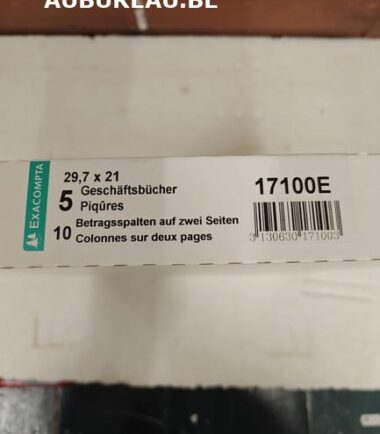 AUBUREAU.BE
EXACOMPTA
29,7 x 21
5 Geschäftsbücher
Piqûres
10 Betragsspalten auf zwei Seiten
Colonnes sur deux pages
17100E
3 130630 171003